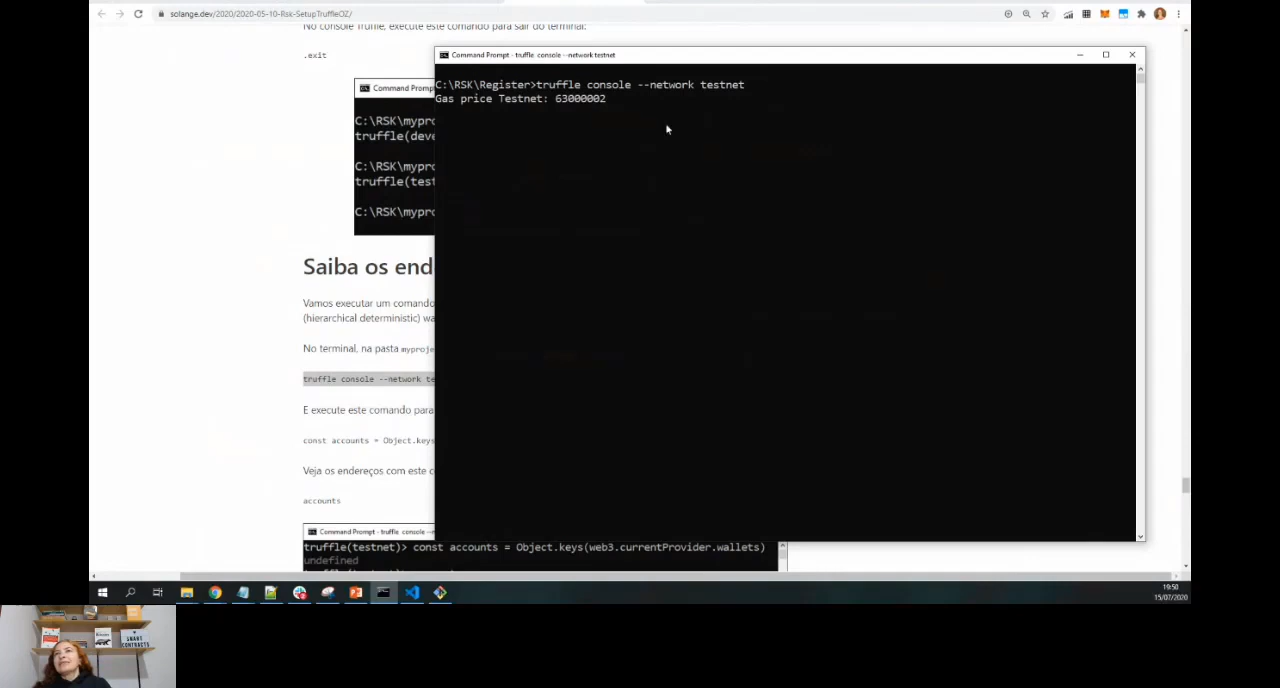 solange.dev/2020/2020-05-10-Rsk-SetupTruffleOZ/
No console Truffle, execute este comando para sair do terminal:
.exit
Command Prompt - truffle console --network testnet
C:\RSK\Register>truffle console --network testnet
Gas price Testnet: 63000002
Command Promp
C:\RSK\mypro
truffle(deve
C:\RSK\mypro
truffle(test
C:\RSK\mypro
Saiba os end
Vamos executar um comando
(hierarchical deterministic) wa
No terminal, na pasta myproje
truffle console --network te
E execute este comando para
const accounts = Object.keys
Veja os endereços com este c
accounts
Command Prompt - truffle console --n
truffle(testnet)> const accounts = Object.keys(web3.currentProvider.wallets)
undefined
19:50
15/07/2020
SMART
CONTRACTS